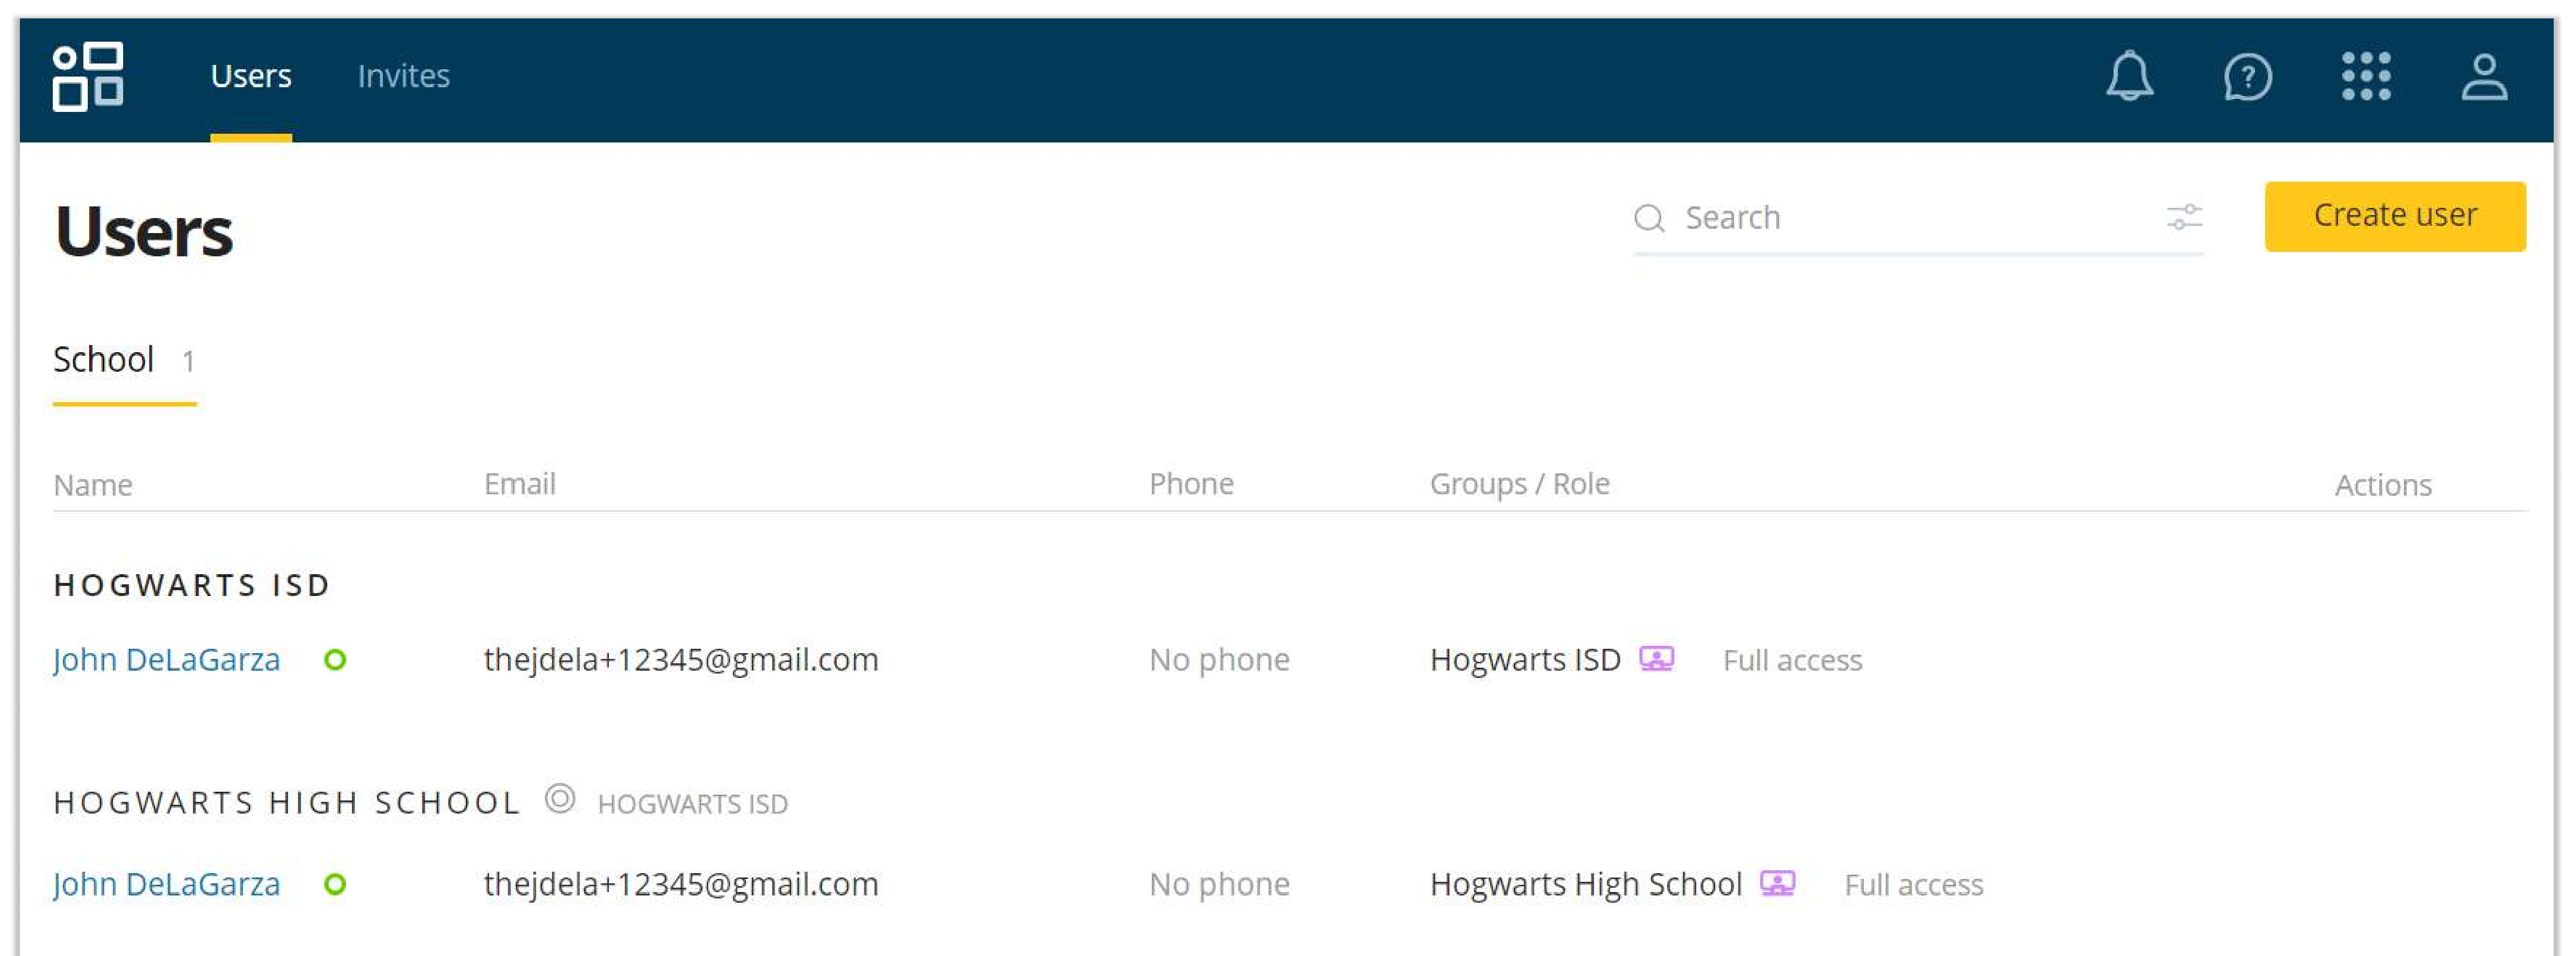 Users Invites
Users
Search
Create user
School 1
Name Email Phone Groups / Role Actions
HOGWARTS ISD
John DeLaGarza thejdela+12345@gmail.com No phone Hogwarts ISD Full access
HOGWARTS HIGH SCHOOL HOGWARTS ISD
John DeLaGarza thejdela+12345@gmail.com No phone Hogwarts High School Full access